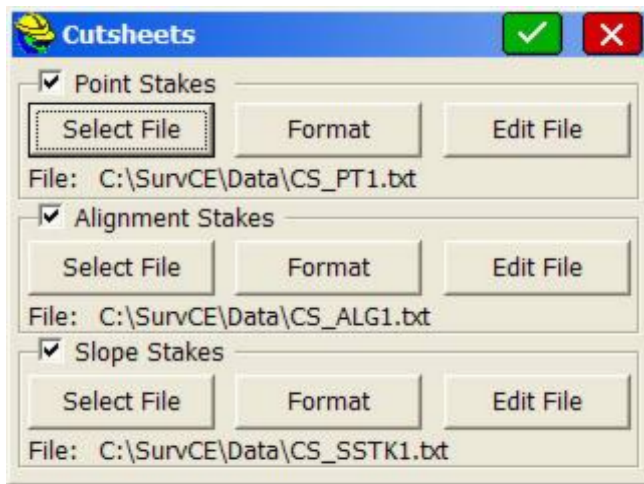 Cutsheets
Point Stakes
Select File Format Edit File
File: C:\SurvCE\Data\CS_PT1.txt
Alignment Stakes
Select File Format Edit File
File: C:\SurvCE\Data\CS_ALG1.txt
Slope Stakes
Select File Format Edit File
File: C:\SurvCE\Data\CS_SSTK1.txt